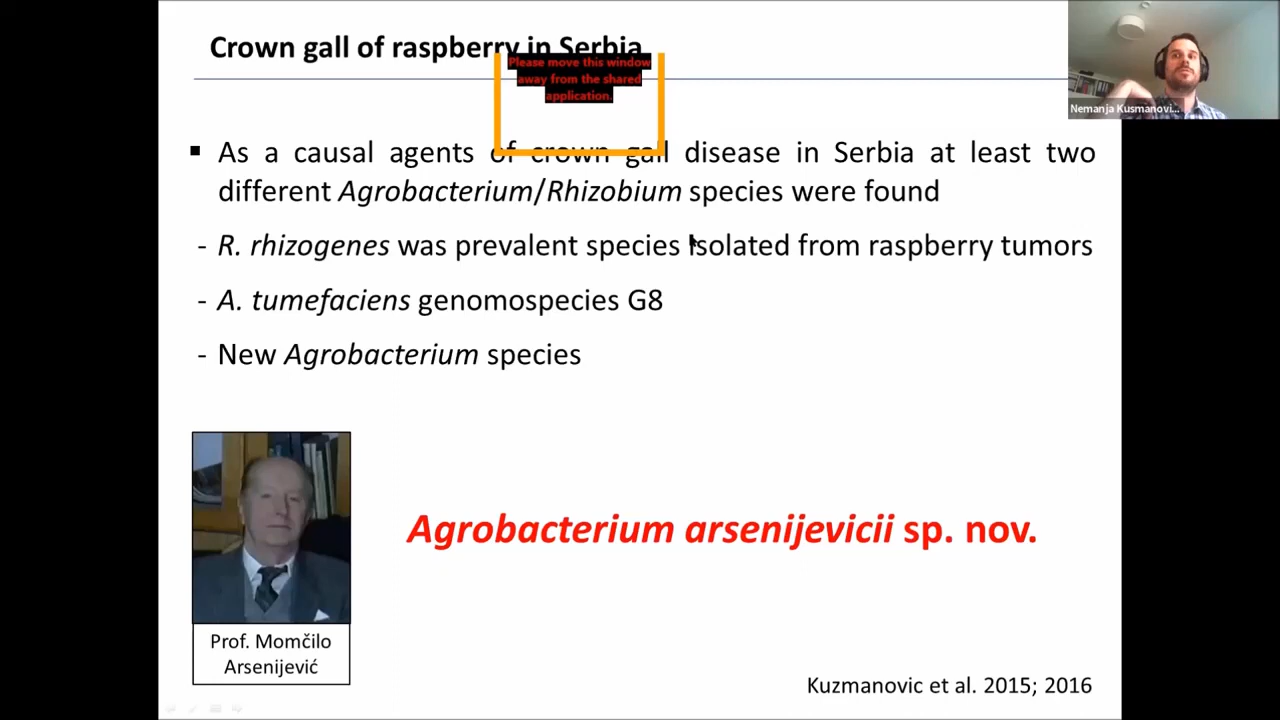 Crown gall of raspberry in Serbia
Please move this window
away from the shared
application.
Nemanja Kusmanovi...
▪ As a causal agents of crown gall disease in Serbia at least two
different Agrobacterium/Rhizobium species were found
- R. rhizogenes was prevalent species isolated from raspberry tumors
- A. tumefaciens genomospecies G8
- New Agrobacterium species
Agrobacterium arsenijevicii sp. nov.
Prof. Momčilo
Arsenijević
Kuzmanovic et al. 2015; 2016